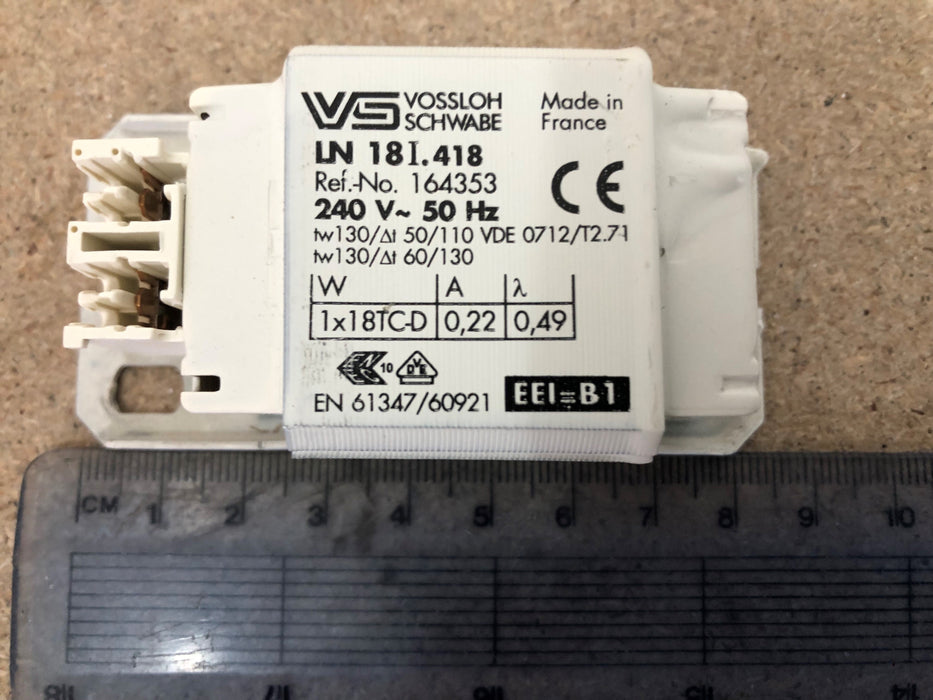 VS VOSSLOH SCHWABE
Made in France
LN 18I.418
Ref.-No. 164353
CE
240 V~ 50 Hz
tw130/Δt 50/110 VDE 0712/T2.71
tw130/Δt 60/130
W A λ
1x18TC-D 0,22 0,49
10 VDE
EN 61347/60921 EEI=B1
CM 1 2 3 4 5 6 7 8 9 10